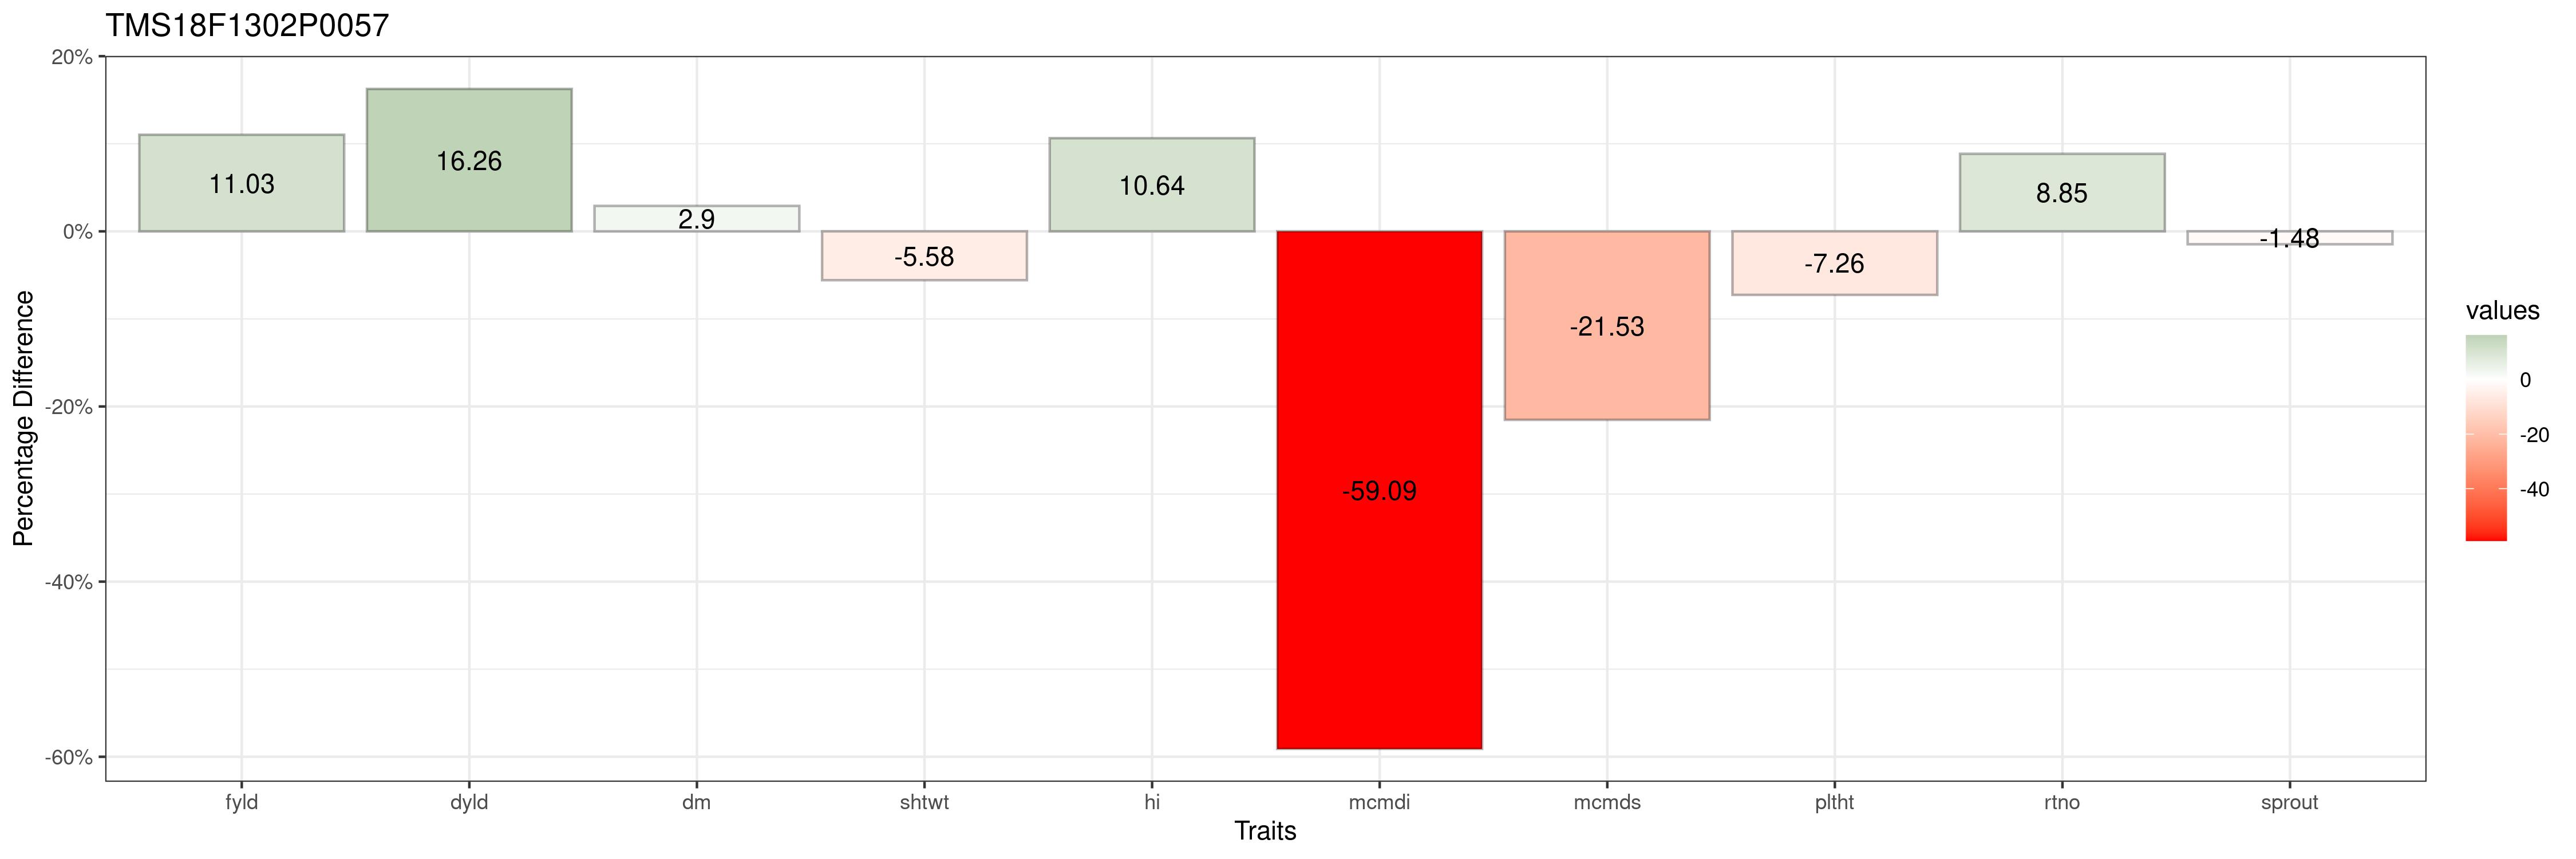 TMS18F1302P0057
20%
0%
-20%
-40%
-60%
Percentage Difference
11.03
16.26
2.9
-5.58
10.64
-59.09
-21.53
-7.26
8.85
-1.48
fyld
dyld
dm
shtwt
hi
mcmdi
mcmds
pltht
rtno
sprout
Traits
values
0
-20
-40